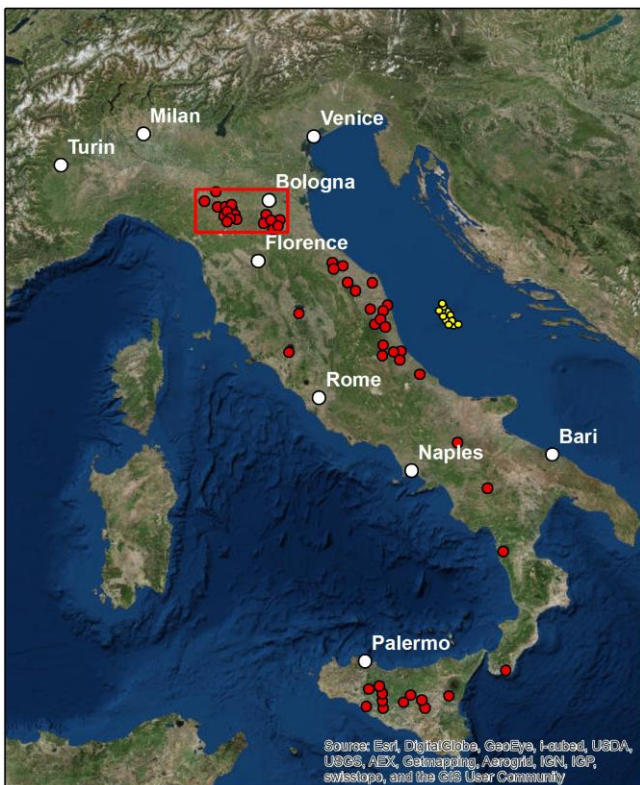 Milan
Venice
Turin
Bologna
Florence
Rome
Bari
Naples
Palermo
Source: Esri, DigitalGlobe, GeoEye, i-cubed, USDA,
USGS, AEX, Getmapping, Aerogrid, IGN, IGP,
swisstopo, and the GIS User Community